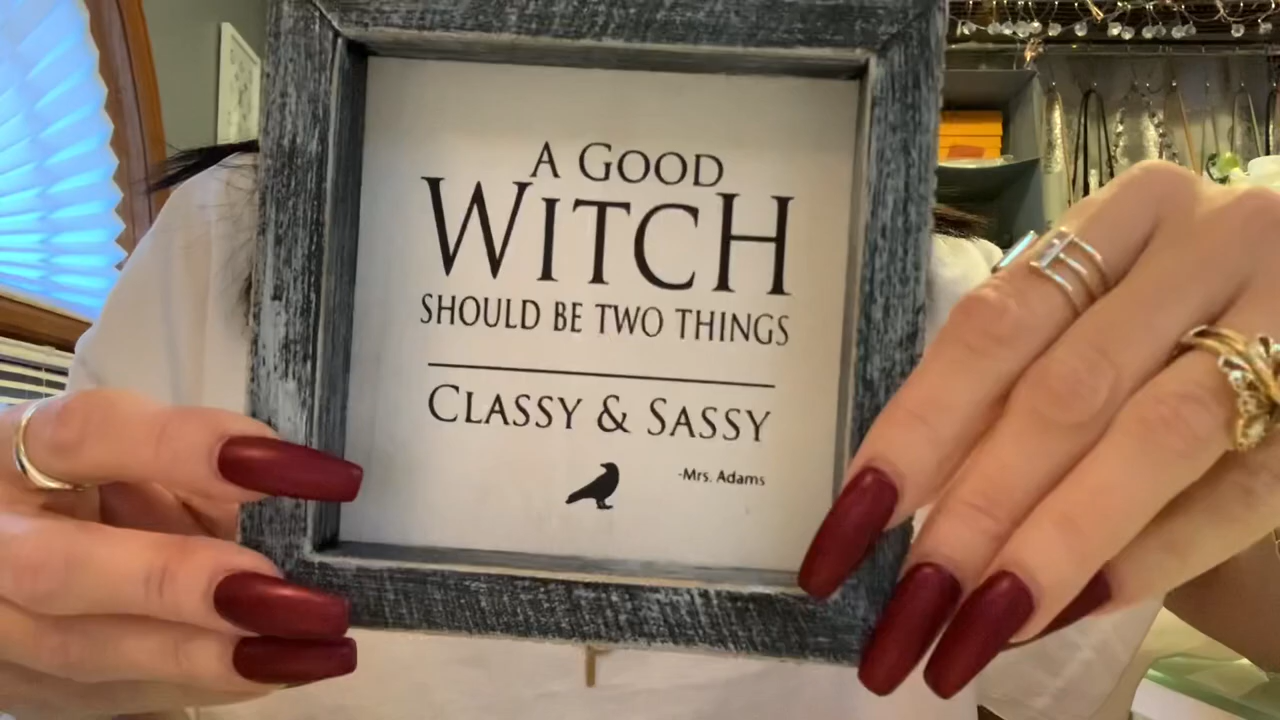 A GOOD
WITCH
SHOULD BE TWO THINGS
CLASSY & SASSY
-Mrs. Adams